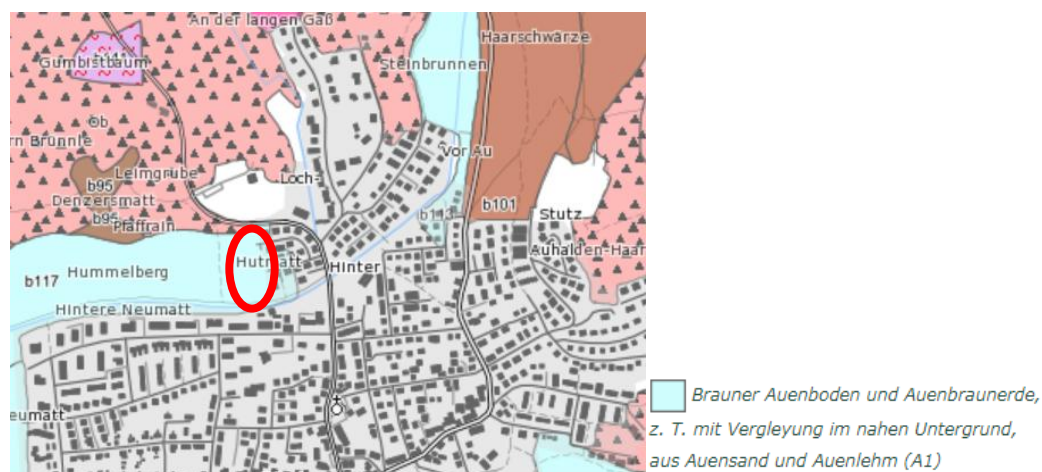 An der langen Gaß
Haarschwärze
Gumbistbaum
Steinbrunnen
Ob
rn Brünnle
Vor Au
Leimgrube
Loch-
b95
Denzersmatt
b101
Stutz
b113
b95
Pfaffrain
Auhalden-Haar
Hutmatt
Hinter
Hummelberg
b117
Hintere Neumatt
eumatt
Brauner Auenboden und Auenbraunerde,
z. T. mit Vergleyung im nahen Untergrund,
aus Auensand und Auenlehm (A1)